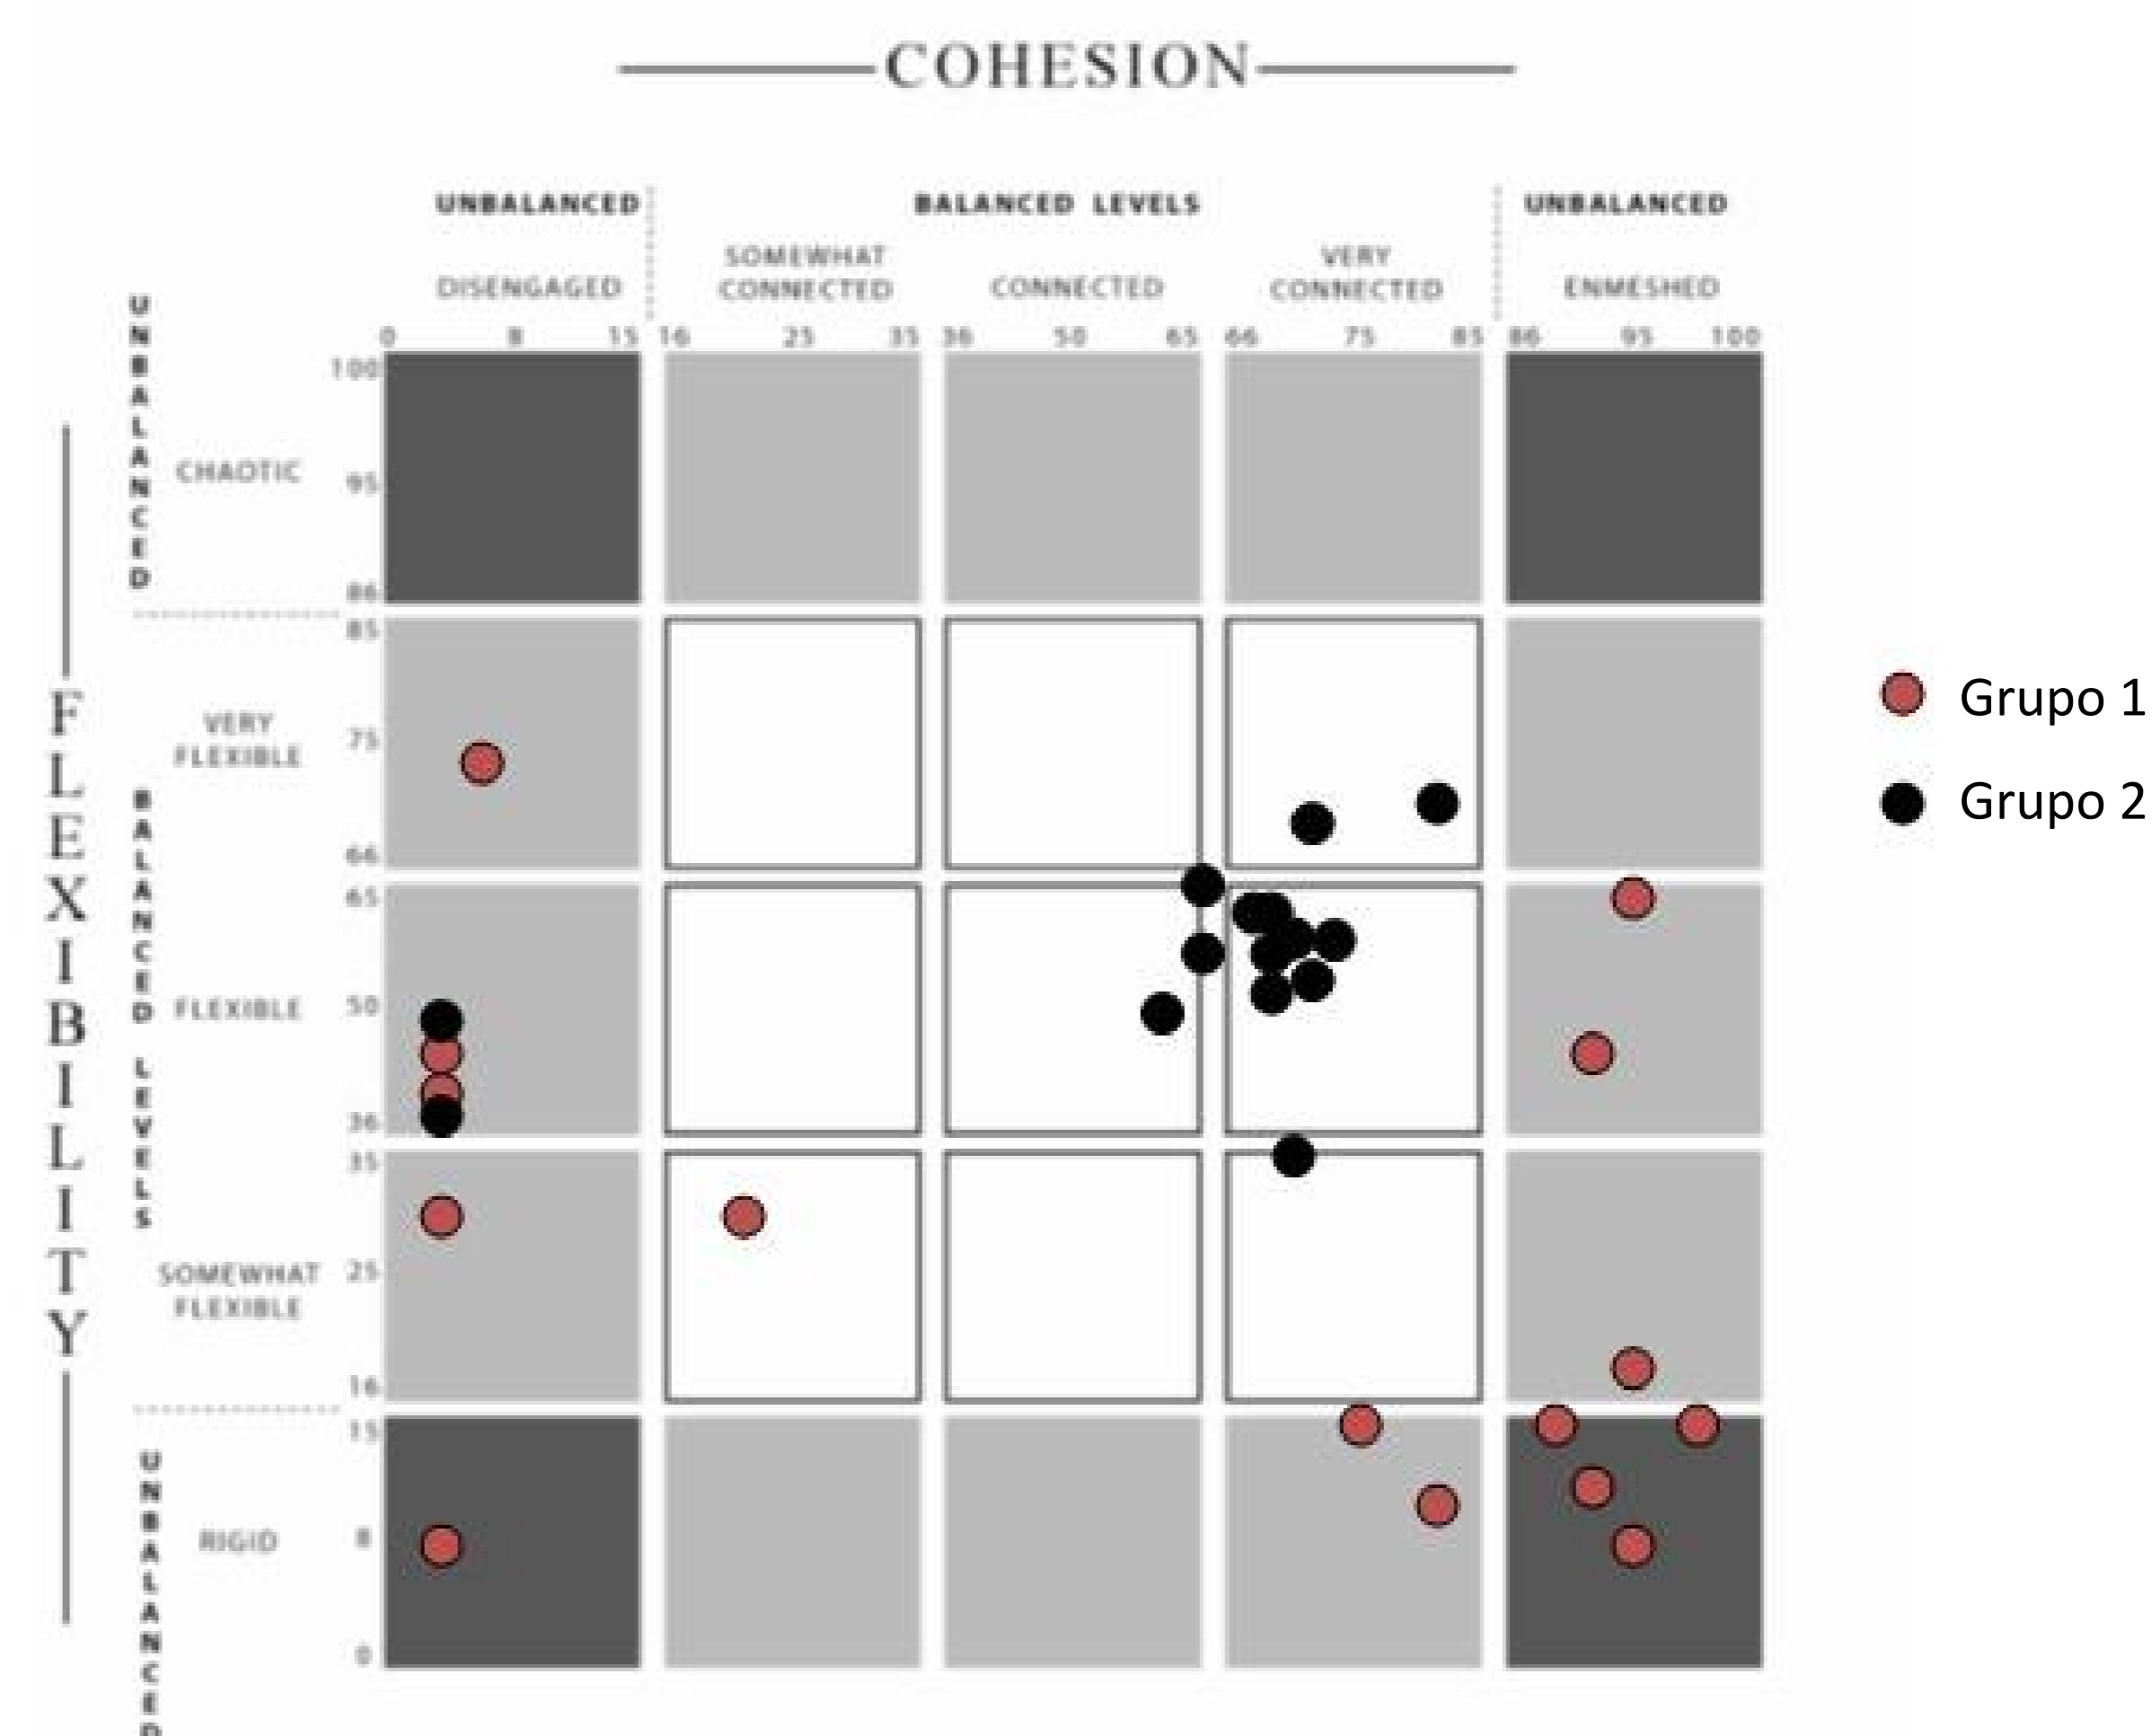 COHESION
UNBALANCED
BALANCED LEVELS
UNBALANCED
DISENGAGED
SOMEWHAT
CONNECTED
CONNECTED
VERY
CONNECTED
ENMESHED
0 8 15 16 25 35 36 50 65 66 75 85 86 95 100
FLEXIBILITY
UNBALANCED
BALANCED LEVELS
UNBALANCED
CHAOTIC
100
95
86
VERY
FLEXIBLE
85
75
66
FLEXIBLE
65
50
36
SOMEWHAT
FLEXIBLE
35
25
16
RIGID
15
8
0
Grupo 1
Grupo 2